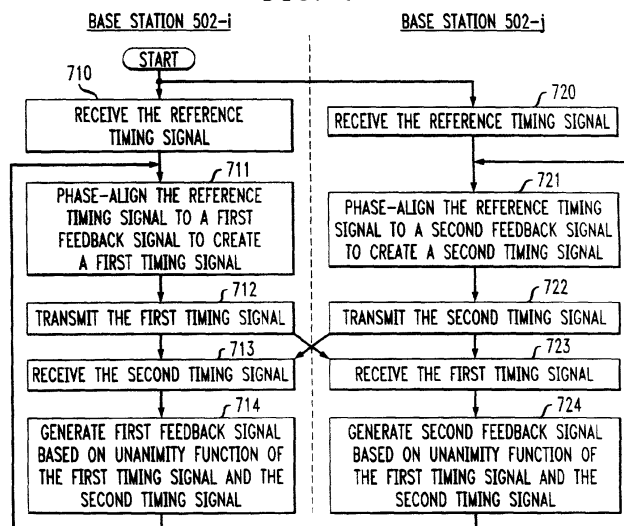 BASE STATION 502-i
BASE STATION 502-j
START
710
RECEIVE THE REFERENCE
TIMING SIGNAL
720
RECEIVE THE REFERENCE TIMING SIGNAL
711
PHASE-ALIGN THE REFERENCE
TIMING SIGNAL TO A FIRST
FEEDBACK SIGNAL TO CREATE
A FIRST TIMING SIGNAL
721
PHASE-ALIGN THE REFERENCE TIMING
SIGNAL TO A SECOND FEEDBACK SIGNAL
TO CREATE A SECOND TIMING SIGNAL
712
TRANSMIT THE FIRST TIMING SIGNAL
722
TRANSMIT THE SECOND TIMING SIGNAL
713
RECEIVE THE SECOND TIMING SIGNAL
723
RECEIVE THE FIRST TIMING SIGNAL
714
GENERATE FIRST FEEDBACK SIGNAL
BASED ON UNANIMITY FUNCTION OF
THE FIRST TIMING SIGNAL AND THE
SECOND TIMING SIGNAL
724
GENERATE SECOND FEEDBACK SIGNAL
BASED ON UNANIMITY FUNCTION OF
THE FIRST TIMING SIGNAL AND THE
SECOND TIMING SIGNAL